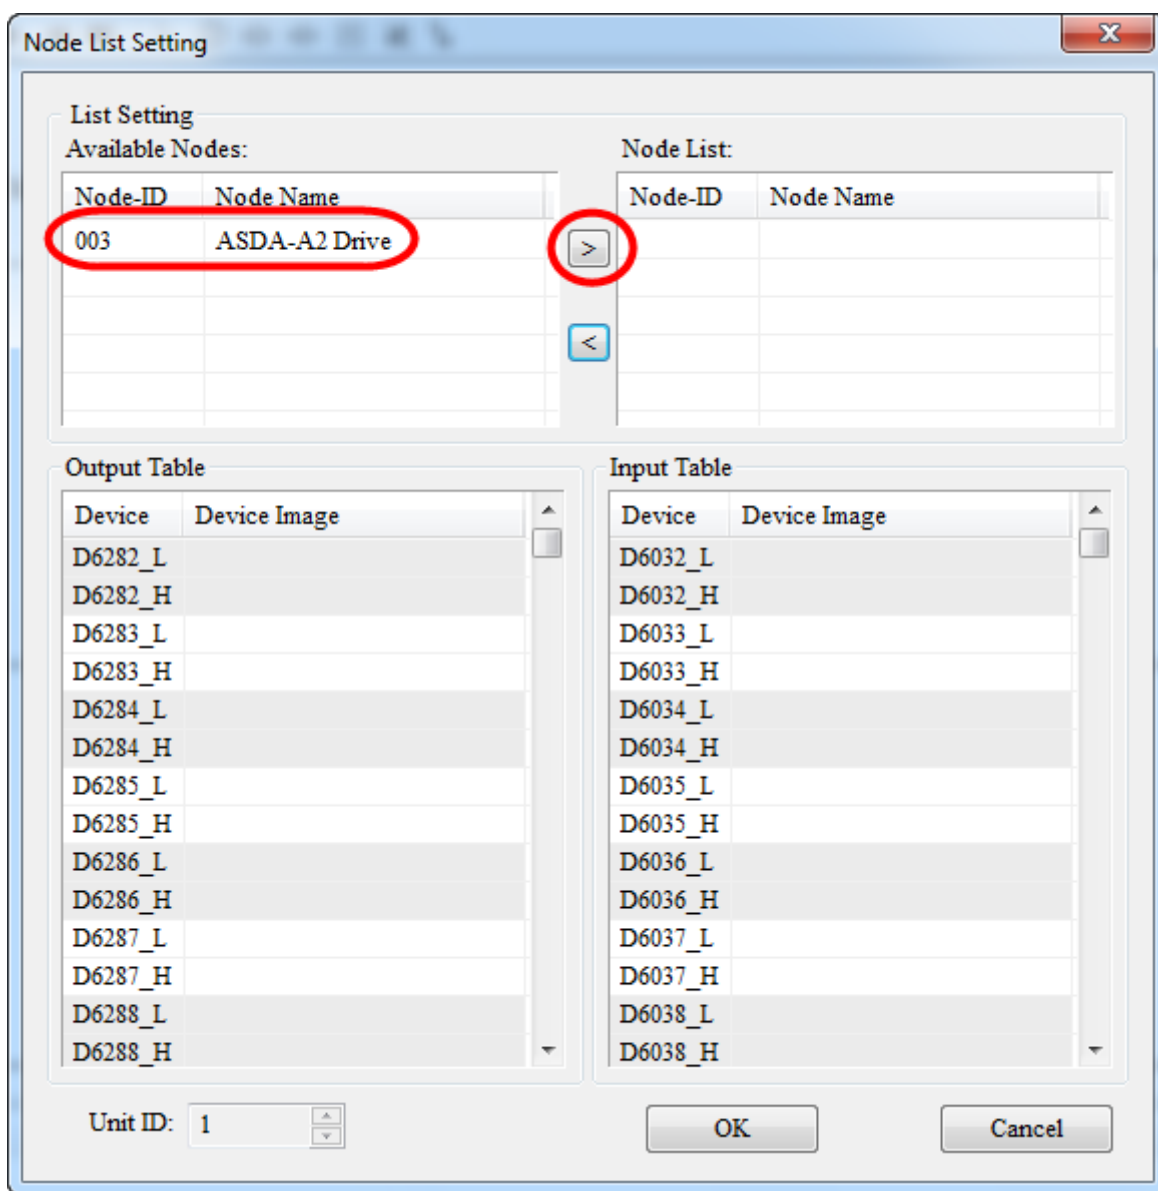 Node List Setting
X
List Setting
Available Nodes:
Node-ID Node Name
003 ASDA-A2 Drive
>
<
Node List:
Node-ID Node Name
Output Table
Device Device Image
D6282_L
D6282_H
D6283_L
D6283_H
D6284_L
D6284_H
D6285_L
D6285_H
D6286_L
D6286_H
D6287_L
D6287_H
D6288_L
D6288_H
Input Table
Device Device Image
D6032_L
D6032_H
D6033_L
D6033_H
D6034_L
D6034_H
D6035_L
D6035_H
D6036_L
D6036_H
D6037_L
D6037_H
D6038_L
D6038_H
Unit ID: 1
OK
Cancel